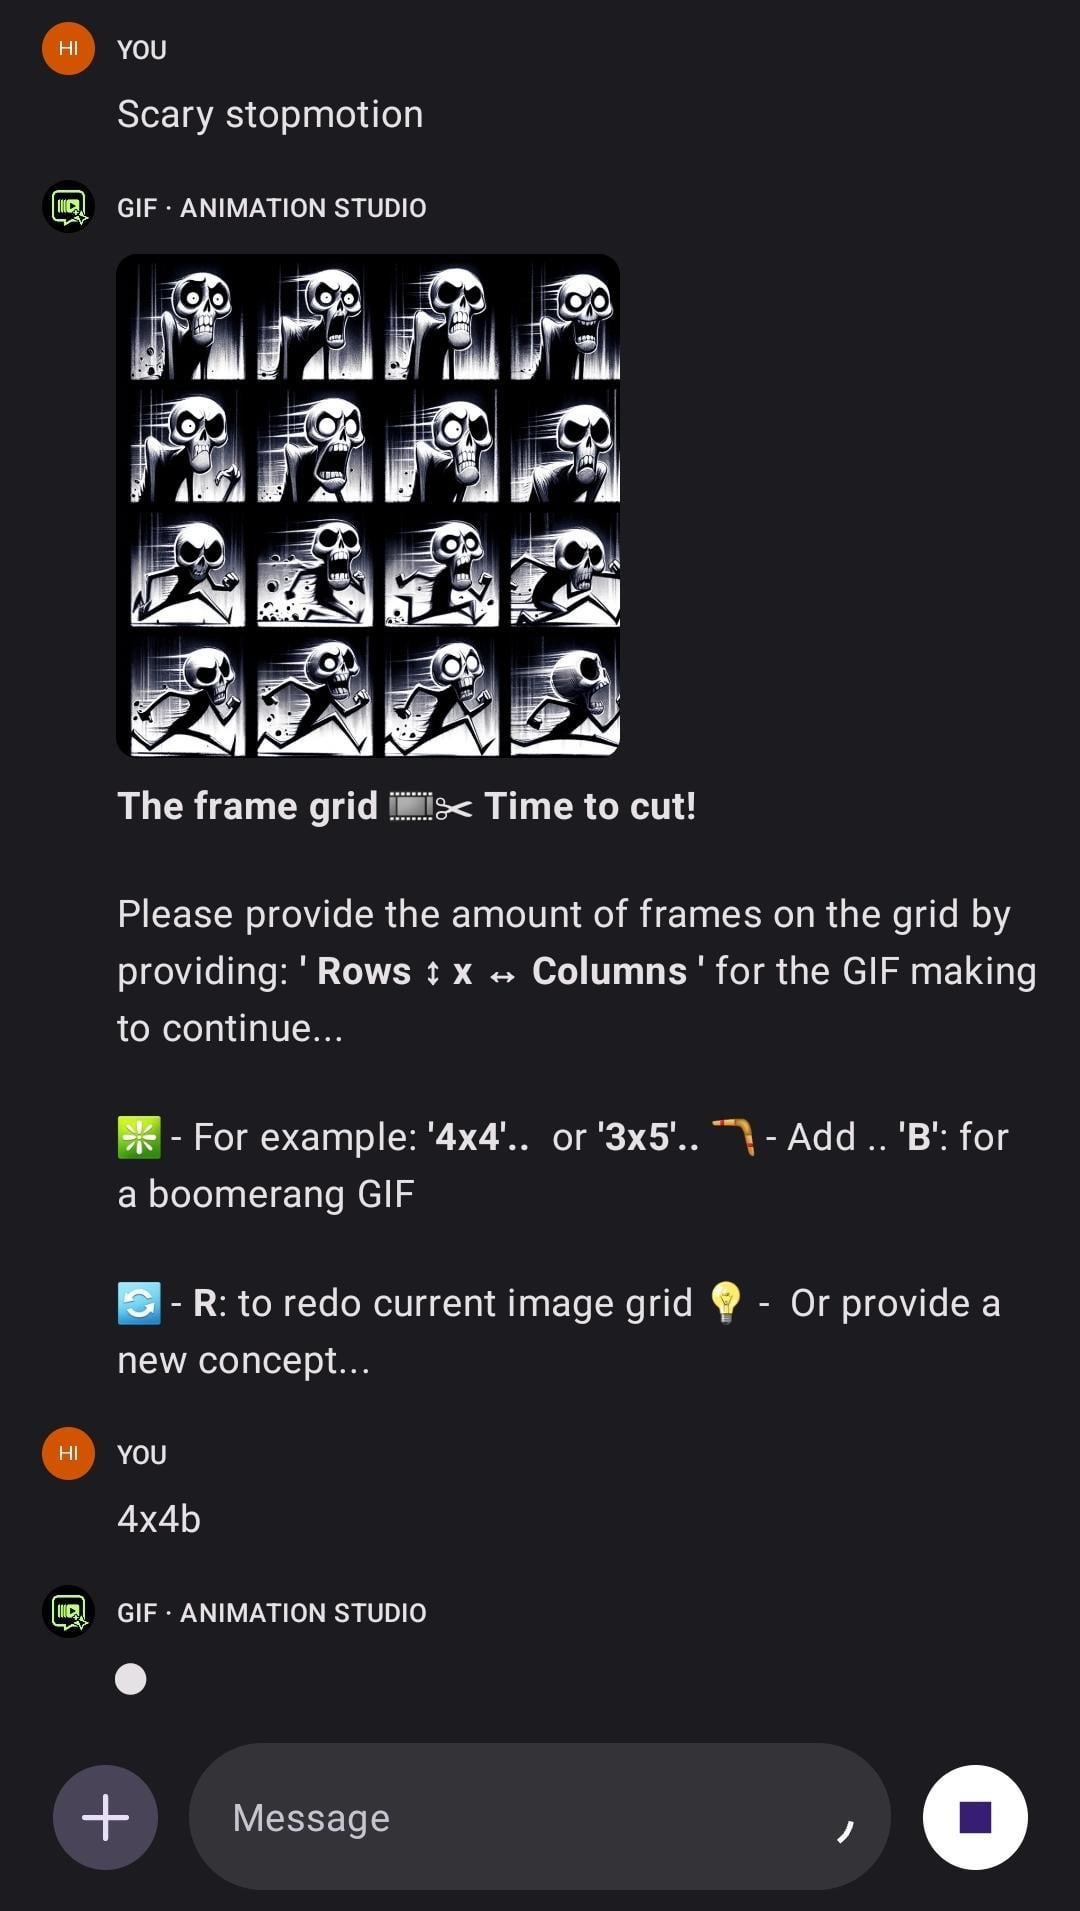 HI YOU
Scary stopmotion
GIF · ANIMATION STUDIO
The frame grid 🎞️✂️ Time to cut!
Please provide the amount of frames on the grid by
providing: ' Rows ↕ x ↔ Columns ' for the GIF making
to continue...
✳️ - For example: '4x4'.. or '3x5'.. 🪃 - Add .. 'B': for
a boomerang GIF
🔄 - R: to redo current image grid 💡 - Or provide a
new concept...
HI YOU
4x4b
GIF · ANIMATION STUDIO
Message